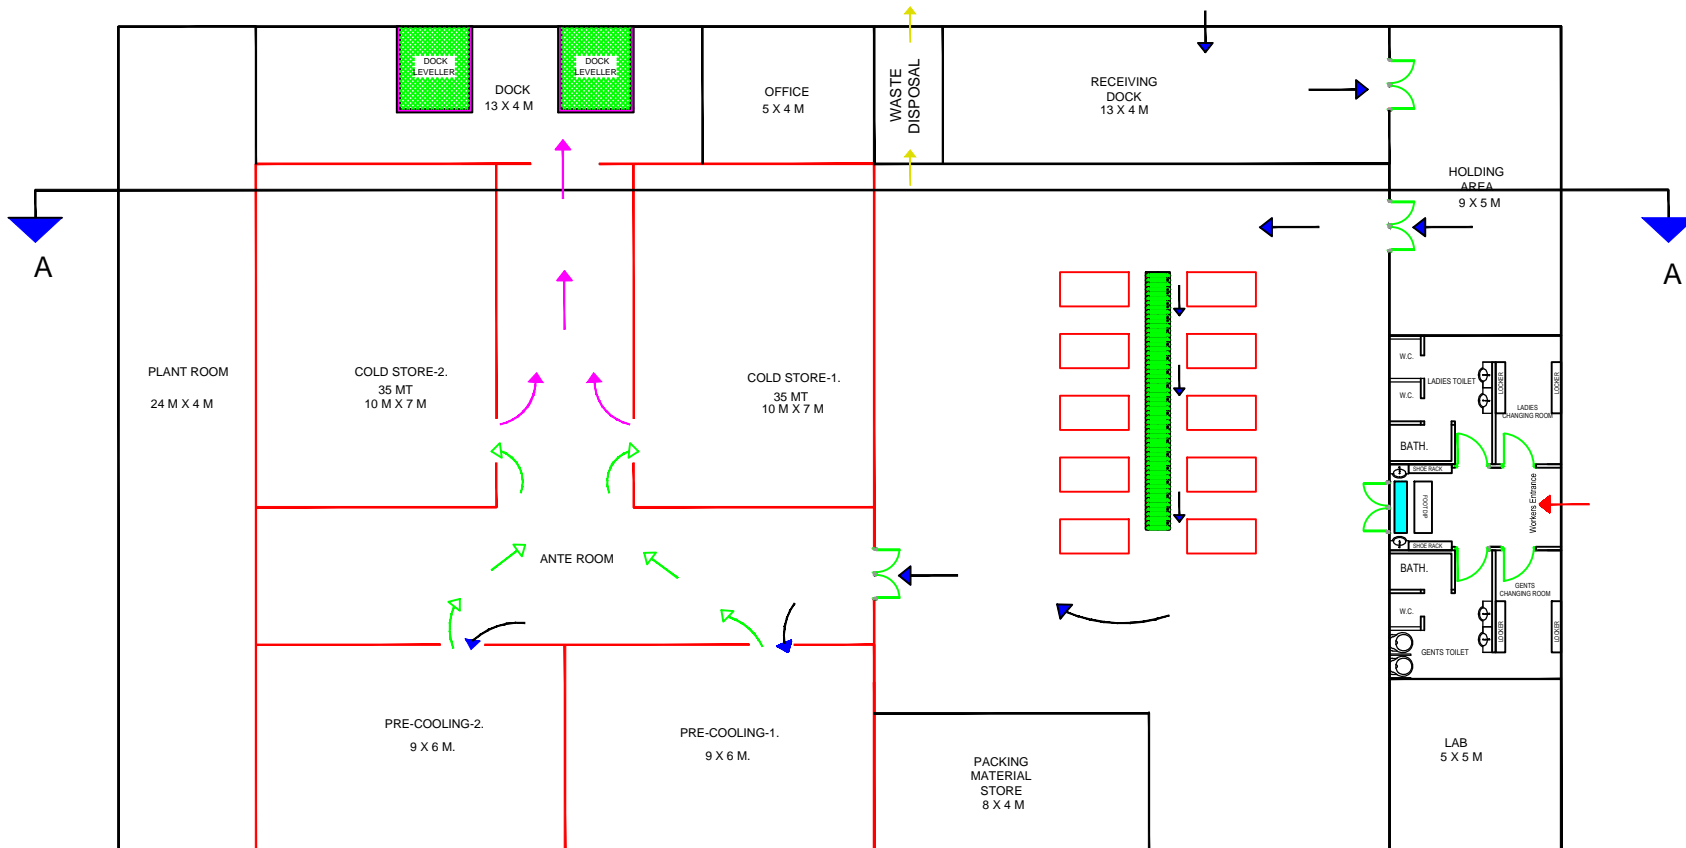 DOCK
LEVELLER
DOCK
LEVELLER
DOCK
13 X 4 M
OFFICE
5 X 4 M
WASTE
DISPOSAL
RECEIVING
DOCK
13 X 4 M
HOLDING
AREA
9 X 5 M
A
A
PLANT ROOM
24 M X 4 M
COLD STORE-2.
35 MT
10 M X 7 M
COLD STORE-1.
35 MT
10 M X 7 M
W.C.
LADIES TOILET
W.C.
LOCKER
LOCKER
LADIES
CHANGING ROOM
BATH.
SHOE RACK
FOOT DIP
Workers Entrance
SHOE RACK
BATH.
GENTS
CHANGING ROOM
W.C.
LOCKER
LOCKER
GENTS TOILET
ANTE ROOM
PRE-COOLING-2.
9 X 6 M.
PRE-COOLING-1.
9 X 6 M.
PACKING
MATERIAL
STORE
8 X 4 M
LAB
5 X 5 M